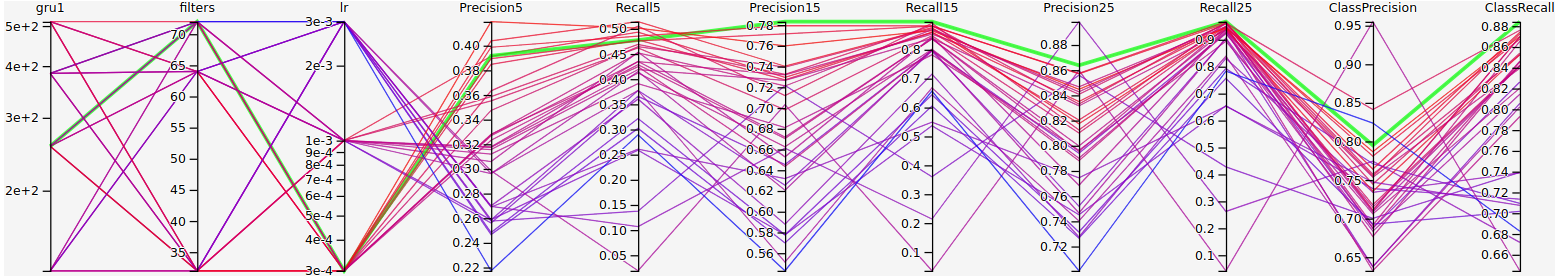 gru1 filters lr Precision5 Recall5 Precision15 Recall15 Precision25 Recall25 ClassPrecision ClassRecall
5e+2 4e+2 3e+2 2e+2
70 65 60 55 50 45 40 35
3e-3 2e-3 1e-3 9e-4 8e-4 7e-4 6e-4 5e-4 4e-4 3e-4
0.40 0.38 0.36 0.34 0.32 0.30 0.28 0.26 0.24 0.22
0.50 0.45 0.40 0.35 0.30 0.25 0.20 0.15 0.10 0.05
0.78 0.76 0.74 0.72 0.70 0.68 0.66 0.64 0.62 0.60 0.58 0.56
0.8 0.7 0.6 0.5 0.4 0.3 0.2 0.1
0.88 0.86 0.84 0.82 0.80 0.78 0.76 0.74 0.72
0.9 0.8 0.7 0.6 0.5 0.4 0.3 0.2 0.1
0.95 0.90 0.85 0.80 0.75 0.70 0.65
0.88 0.86 0.84 0.82 0.80 0.78 0.76 0.74 0.72 0.70 0.68 0.66